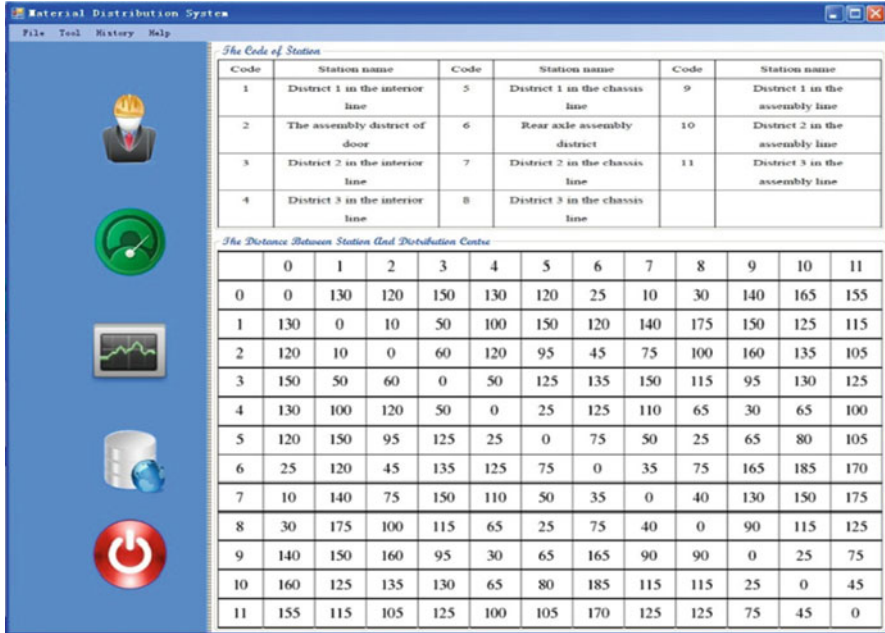 Material Distribution System
File Tool History Help
The Code of Station
Code Station name Code Station name Code Station name
1 District 1 in the interior line 5 District 1 in the chassis line 9 District 1 in the assembly line
2 The assembly district of door 6 Rear axle assembly district 10 District 2 in the assembly line
3 District 2 in the interior line 7 District 2 in the chassis line 11 District 3 in the assembly line
4 District 3 in the interior line 8 District 3 in the chassis line
The Distance Between Station And Distribution Centre
0 1 2 3 4 5 6 7 8 9 10 11
0 0 130 120 150 130 120 25 10 30 140 165 155
1 130 0 10 50 100 150 120 140 175 150 125 115
2 120 10 0 60 120 95 45 75 100 160 135 105
3 150 50 60 0 50 125 135 150 115 95 130 125
4 130 100 120 50 0 25 125 110 65 30 65 100
5 120 150 95 125 25 0 75 50 25 65 80 105
6 25 120 45 135 125 75 0 35 75 165 185 170
7 10 140 75 150 110 50 35 0 40 130 150 175
8 30 175 100 115 65 25 75 40 0 90 115 125
9 140 150 160 95 30 65 165 90 90 0 25 75
10 160 125 135 130 65 80 185 115 115 25 0 45
11 155 115 105 125 100 105 170 125 125 75 45 0